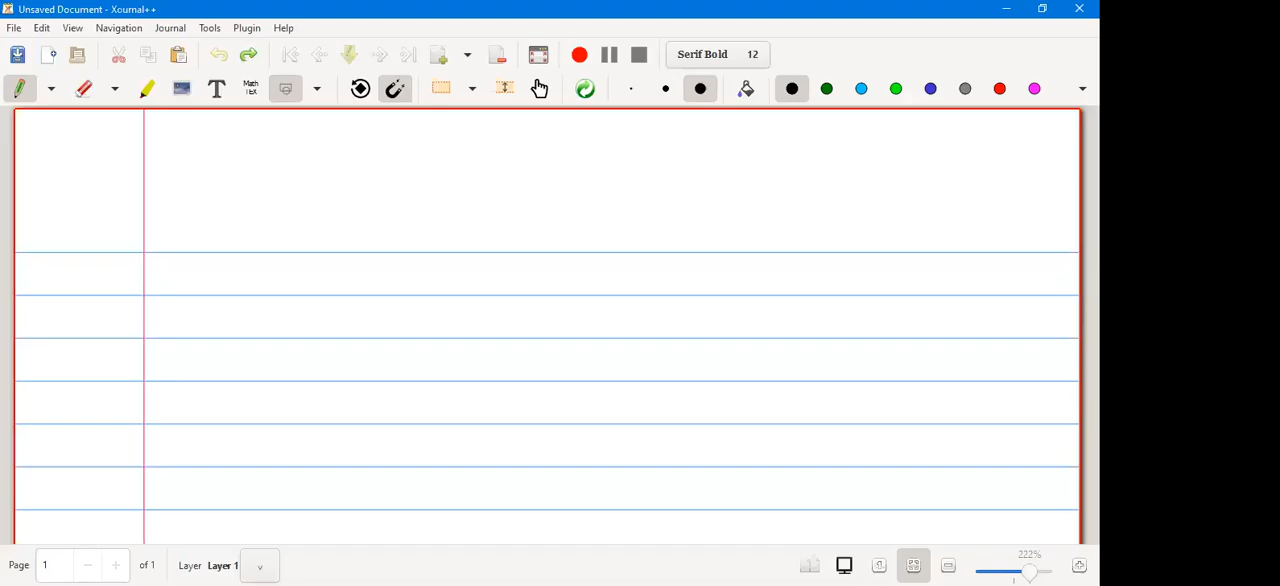 Unsaved Document - Xournal++
File Edit View Navigation Journal Tools Plugin Help
Serif Bold 12
T Math TEX
Page 1 of 1 Layer Layer 1 222%